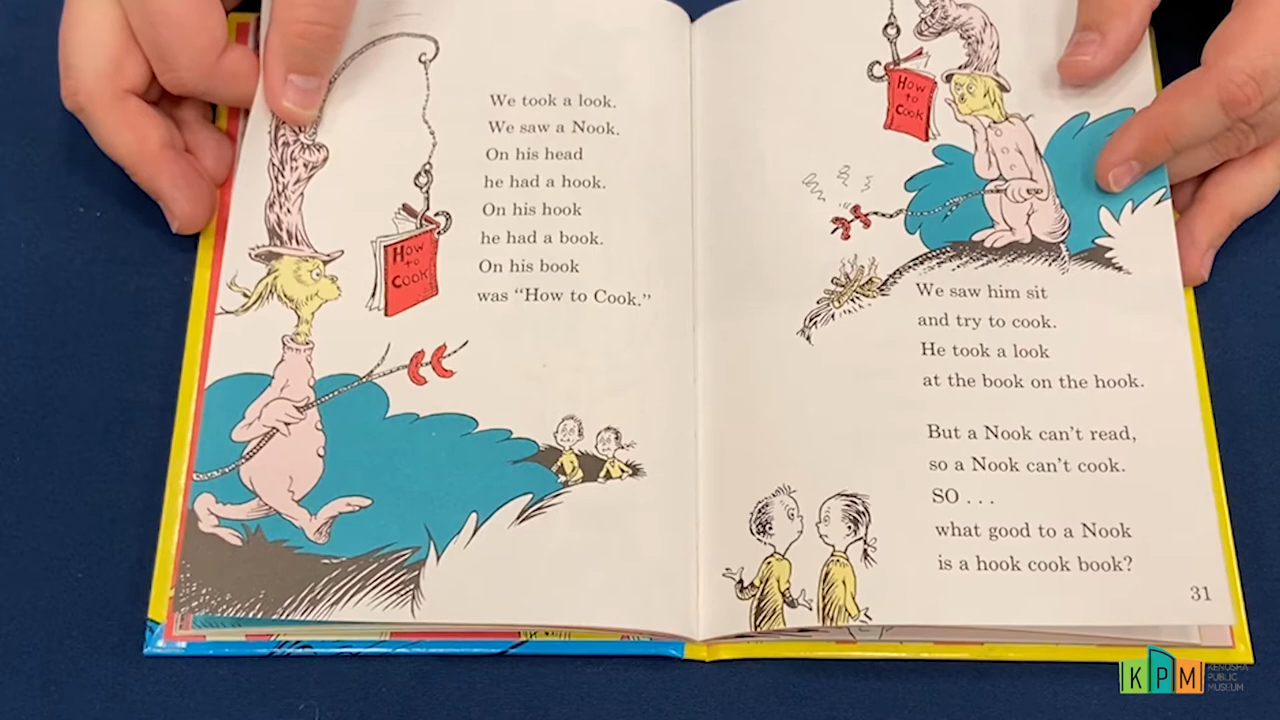 We took a look.
We saw a Nook.
On his head
he had a hook.
On his hook
he had a book.
On his book
was "How to Cook."
How
to
Cook
How
to
Cook
We saw him sit
and try to cook.
He took a look
at the book on the hook.
But a Nook can't read,
so a Nook can't cook.
SO . . .
what good to a Nook
is a hook cook book?
31
KPM
KENOSHA
PUBLIC
MUSEUM